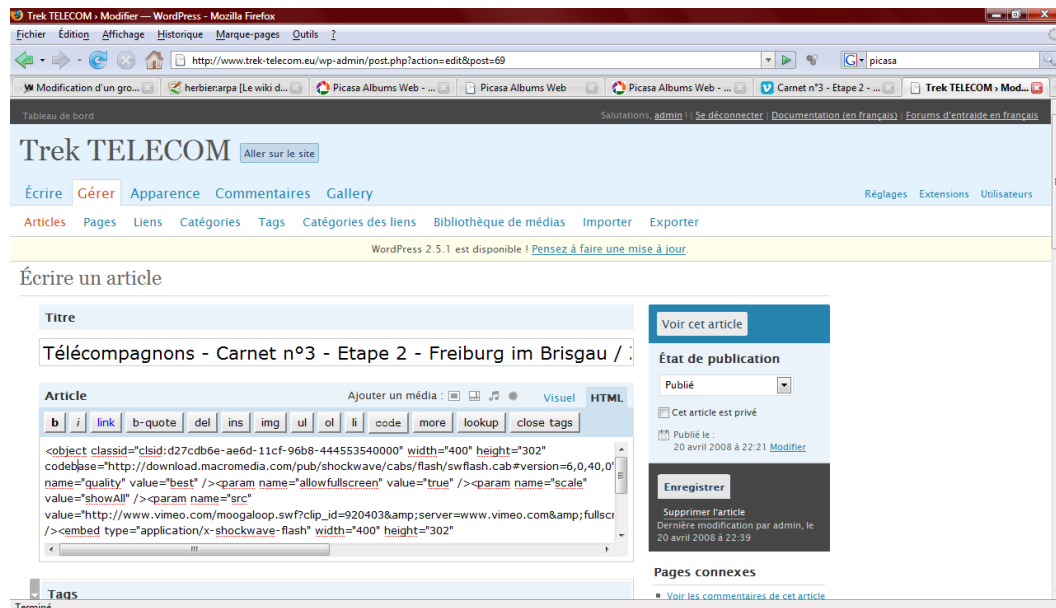 Trek TELECOM › Modifier — WordPress - Mozilla Firefox
Fichier Édition Affichage Historique Marque-pages Outils ?
http://www.trek-telecom.eu/wp-admin/post.php?action=edit&post=69 G picasa
W Modification d'un gro... herbier:arpa [Le wiki d... Picasa Albums Web - ... Picasa Albums Web Picasa Albums Web - ... Carnet n°3 - Etape 2 - ... Trek TELECOM › Mod...
Tableau de bord Salutations, admin ! | Se déconnecter | Documentation (en français) | Forums d'entraide en français
Trek TELECOM Aller sur le site
Écrire Gérer Apparence Commentaires Gallery Réglages Extensions Utilisateurs
Articles Pages Liens Catégories Tags Catégories des liens Bibliothèque de médias Importer Exporter
WordPress 2.5.1 est disponible ! Pensez à faire une mise à jour.
Écrire un article
Titre
Télécompagnons - Carnet n°3 - Etape 2 - Freiburg im Brisgau /
Article Ajouter un média : Visuel HTML
b i link b-quote del ins img ul ol li code more lookup close tags
<object classid="clsid:d27cdb6e-ae6d-11cf-96b8-444553540000" width="400" height="302"
codebase="http://download.macromedia.com/pub/shockwave/cabs/flash/swflash.cab#version=6,0,40,0"
name="quality" value="best" /><param name="allowfullscreen" value="true" /><param name="scale"
value="showAll" /><param name="src"
value="http://www.vimeo.com/moogaloop.swf?clip_id=920403&amp;server=www.vimeo.com&amp;fullscr
/><embed type="application/x-shockwave-flash" width="400" height="302"
Tags
Voir cet article
État de publication
Publié
Cet article est privé
Publié le :
20 avril 2008 à 22:21 Modifier
Enregistrer
Supprimer l'article
Dernière modification par admin, le
20 avril 2008 à 22:39
Pages connexes
Voir les commentaires de cet article
Terminé